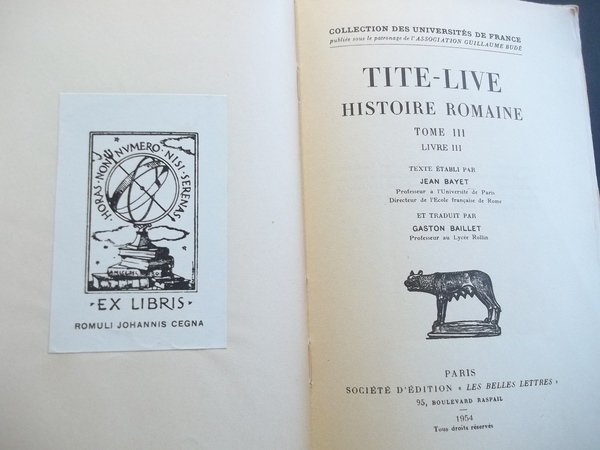 HORAS·NON·NVMERO·NISI·SERENAS
·EX LIBRIS·
ROMULI JOHANNIS CEGNA
COLLECTION DES UNIVERSITÉS DE FRANCE
publiée sous le patronage de l'ASSOCIATION GUILLAUME BUDÉ
TITE-LIVE
HISTOIRE ROMAINE
TOME III
LIVRE III
TEXTE ÉTABLI PAR
JEAN BAYET
Professeur à l'Université de Paris
Directeur de l'École française de Rome
ET TRADUIT PAR
GASTON BAILLET
Professeur au Lycée Rollin
PARIS
SOCIÉTÉ D'ÉDITION « LES BELLES LETTRES »
95, BOULEVARD RASPAIL
1954
Tous droits réservés